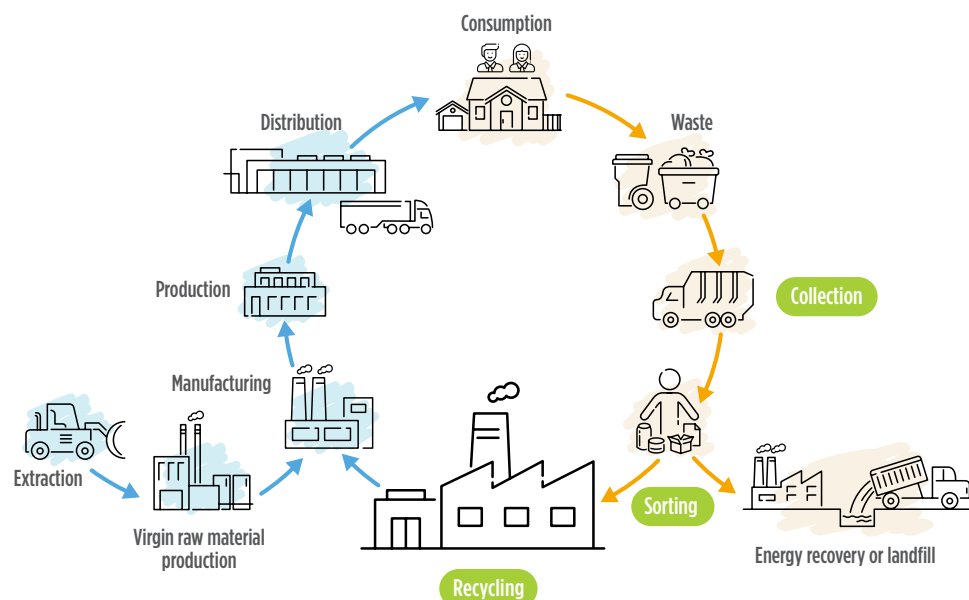 Consumption
Distribution
Waste
Production
Collection
Manufacturing
Extraction
Sorting
Virgin raw material
production
Energy recovery or landfill
Recycling